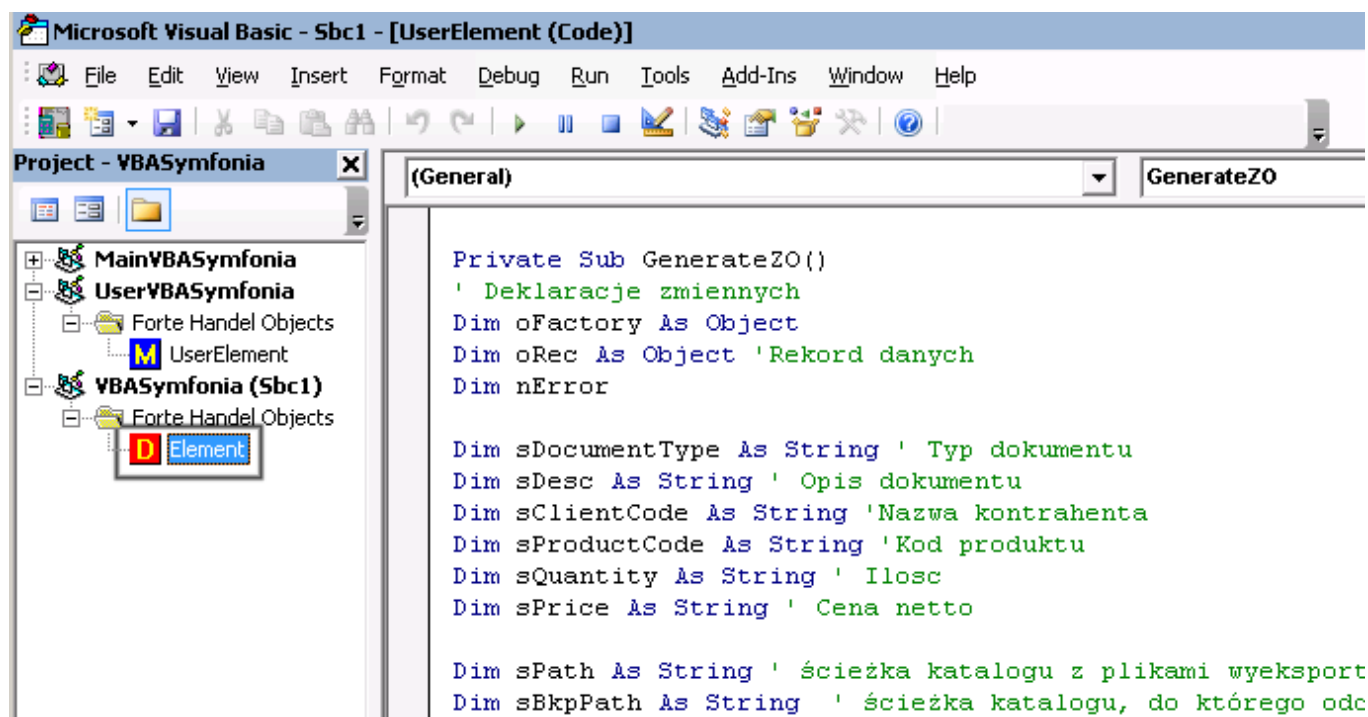 Microsoft Visual Basic - Sbc1 - [UserElement (Code)]
File Edit View Insert Format Debug Run Tools Add-Ins Window Help
Project - VBASymfonia
(General) GenerateZO
MainVBASymfonia
UserVBASymfonia
Forte Handel Objects
M UserElement
VBASymfonia (Sbc1)
Forte Handel Objects
D Element
Private Sub GenerateZO()
' Deklaracje zmiennych
Dim oFactory As Object
Dim oRec As Object 'Rekord danych
Dim nError
Dim sDocumentType As String ' Typ dokumentu
Dim sDesc As String ' Opis dokumentu
Dim sClientCode As String 'Nazwa kontrahenta
Dim sProductCode As String 'Kod produktu
Dim sQuantity As String ' Ilosc
Dim sPrice As String ' Cena netto
Dim sPath As String ' ścieżka katalogu z plikami wyeksport
Dim sBkpPath As String ' ścieżka katalogu, do którego odc